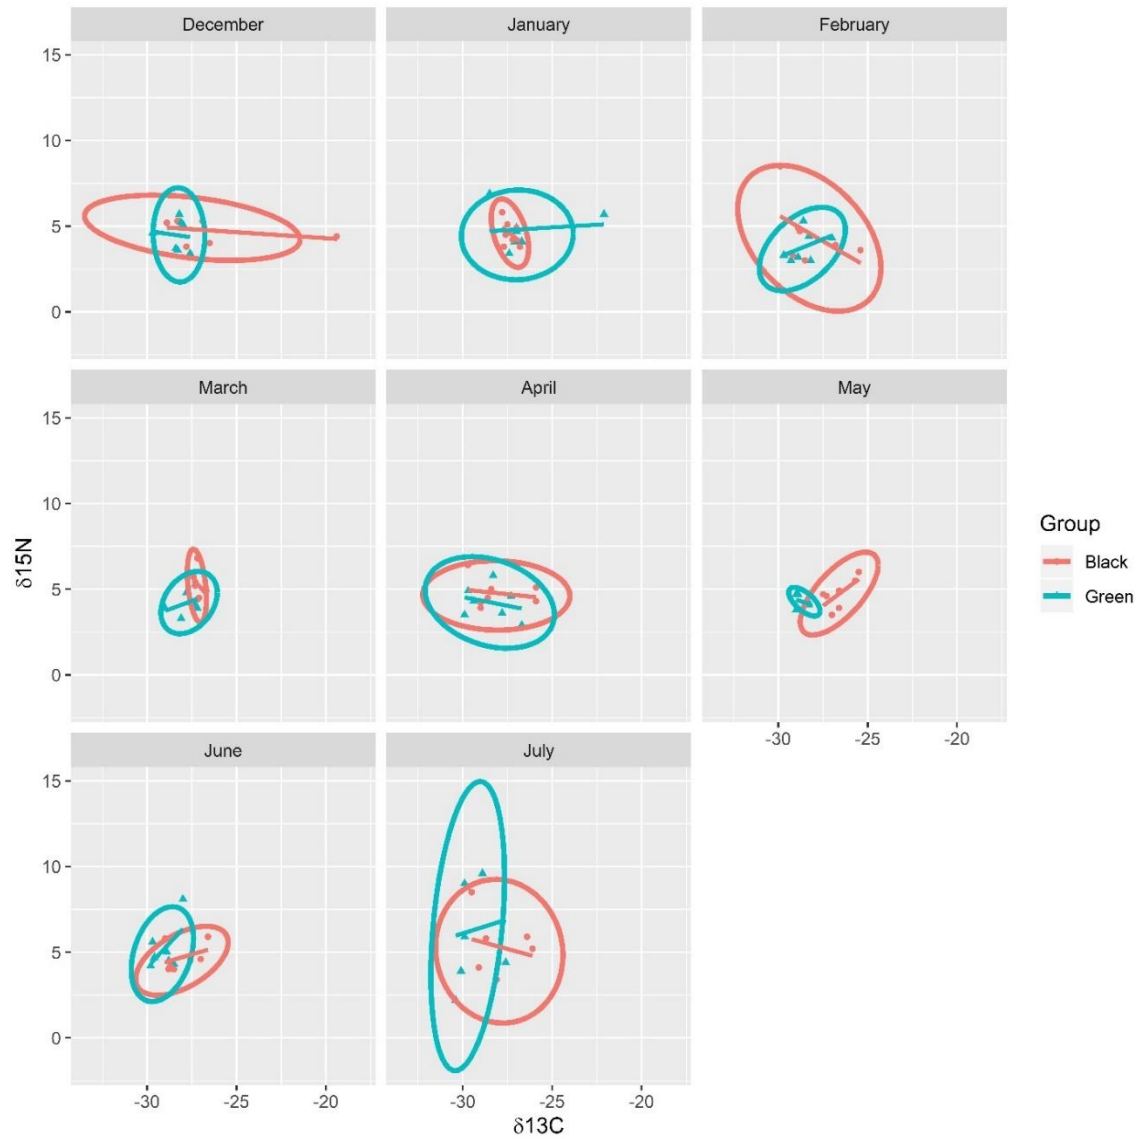 December January February
15
10
5
0
March April May
15
10
5
0
-30 -25 -20
June July
15
10
5
0
-30 -25 -20 -30 -25 -20
δ15N
δ13C
Group
Black
Green